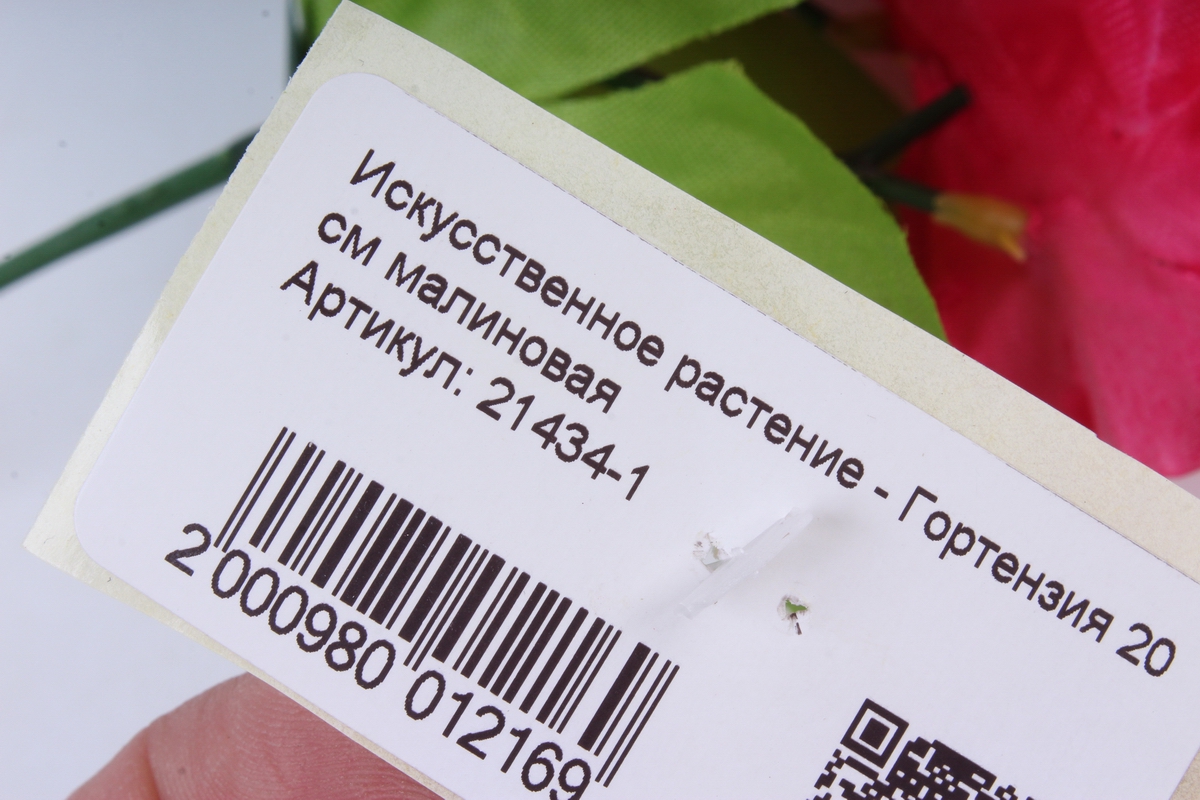 Искусственное растение - Гортензия 20
см малиновая
Артикул: 21434-1
2 000980 012169